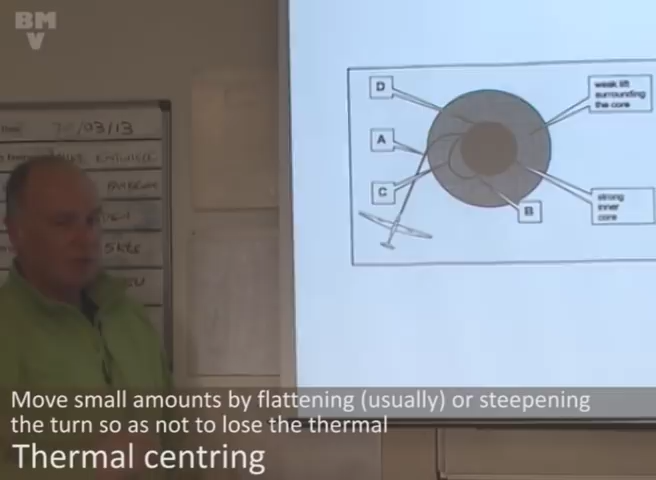 BM
V
D
weak lift
surrounding
the core
A
C
strong
inner
core
B
Move small amounts by flattening (usually) or steepening
the turn so as not to lose the thermal
Thermal centring